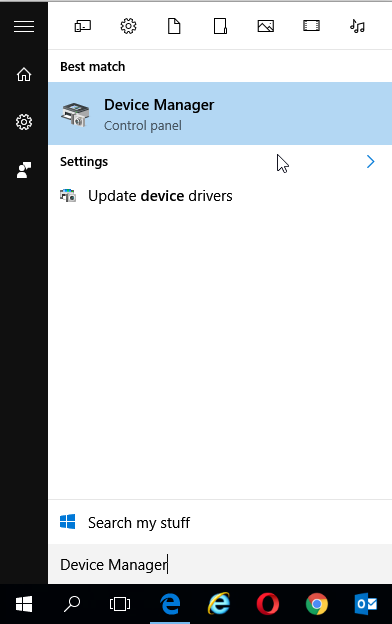 Best match
Device Manager
Control panel
Settings
Update device drivers
Search my stuff
Device Manager